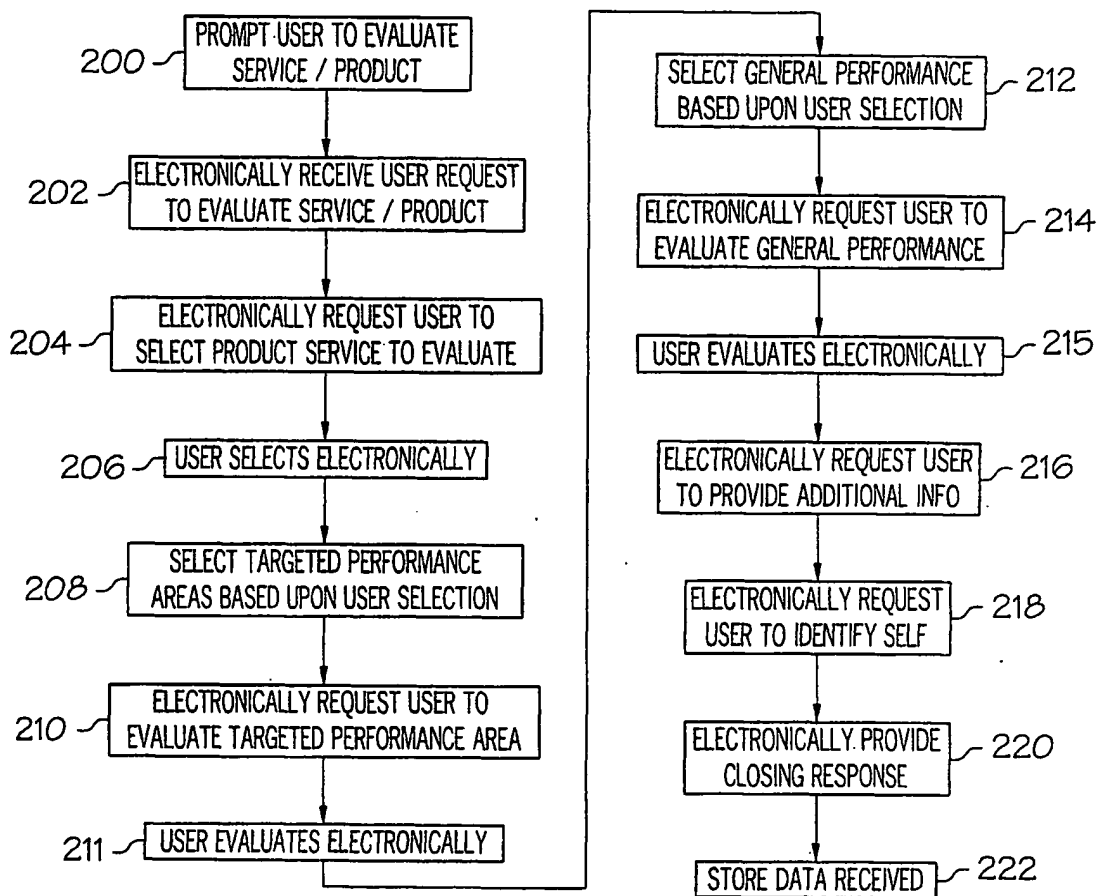 200
PROMPT USER TO EVALUATE
SERVICE / PRODUCT
202
ELECTRONICALLY RECEIVE USER REQUEST
TO EVALUATE SERVICE / PRODUCT
204
ELECTRONICALLY REQUEST USER TO
SELECT PRODUCT SERVICE TO EVALUATE
206
USER SELECTS ELECTRONICALLY
208
SELECT TARGETED PERFORMANCE
AREAS BASED UPON USER SELECTION
210
ELECTRONICALLY REQUEST USER TO
EVALUATE TARGETED PERFORMANCE AREA
211
USER EVALUATES ELECTRONICALLY
SELECT GENERAL PERFORMANCE
BASED UPON USER SELECTION
212
ELECTRONICALLY REQUEST USER TO
EVALUATE GENERAL PERFORMANCE
214
USER EVALUATES ELECTRONICALLY
215
ELECTRONICALLY REQUEST USER
TO PROVIDE ADDITIONAL INFO
216
ELECTRONICALLY REQUEST
USER TO IDENTIFY SELF
218
ELECTRONICALLY PROVIDE
CLOSING RESPONSE
220
STORE DATA RECEIVED
222